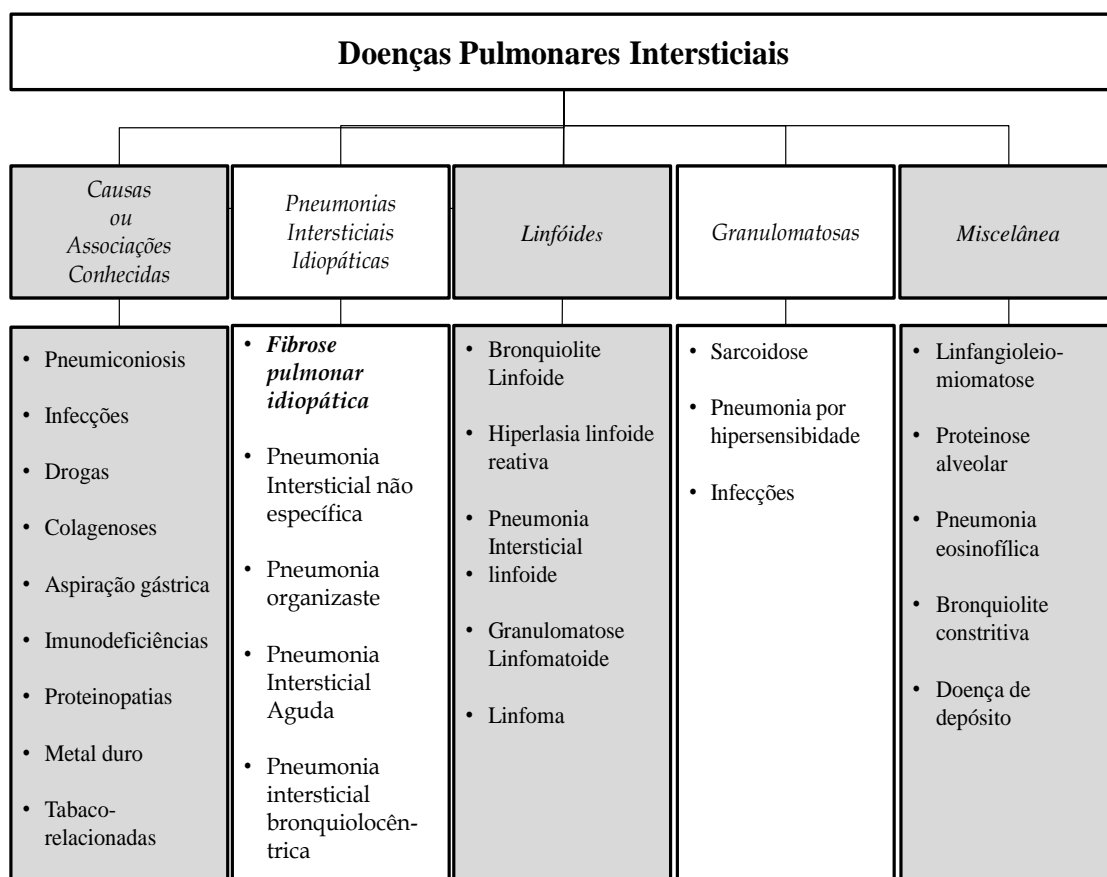 Doenças Pulmonares Intersticiais
Causas
ou
Associações
Conhecidas
Pneumonias
Intersticiais
Idiopáticas
Linfóides
Granulomatosas
Miscelânea
• Pneumiconiosis
• Infecções
• Drogas
• Colagenoses
• Aspiração gástrica
• Imunodeficiências
• Proteinopatias
• Metal duro
• Tabaco-
relacionadas
• Fibrose
pulmonar
idiopática
• Pneumonia
Intersticial não
específica
• Pneumonia
organizaste
• Pneumonia
Intersticial
Aguda
• Pneumonia
intersticial
bronquiolocên-
trica
• Bronquiolite
Linfoide
• Hiperlasia linfoide
reativa
• Pneumonia
Intersticial
• linfoide
• Granulomatose
Linfomatoide
• Linfoma
• Sarcoidose
• Pneumonia por
hipersensibidade
• Infecções
• Linfangioleio-
miomatose
• Proteinose
alveolar
• Pneumonia
eosinofílica
• Bronquiolite
constritiva
• Doença de
depósito